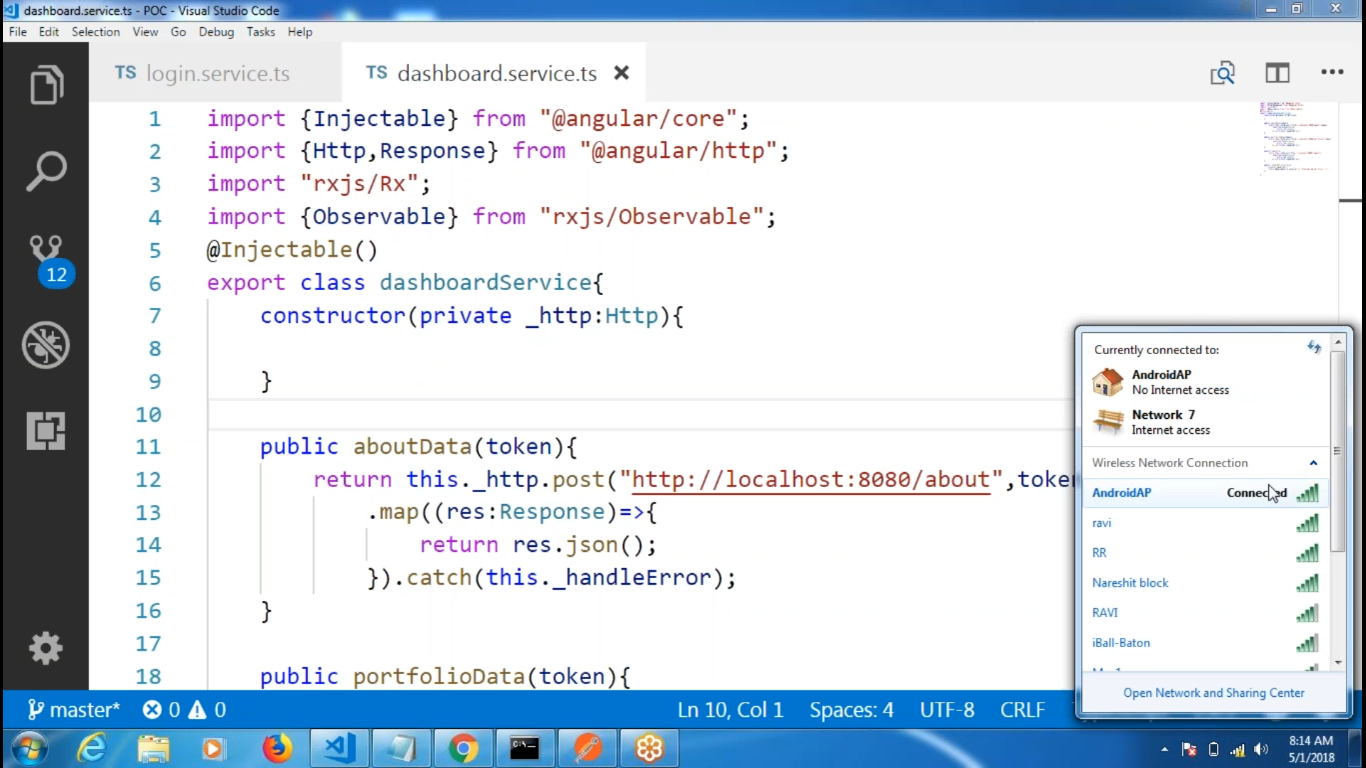 dashboard.service.ts - POC - Visual Studio Code
File Edit Selection View Go Debug Tasks Help
TS login.service.ts TS dashboard.service.ts
1 import {Injectable} from "@angular/core";
2 import {Http,Response} from "@angular/http";
3 import "rxjs/Rx";
4 import {Observable} from "rxjs/Observable";
5 @Injectable()
6 export class dashboardService{
7 constructor(private _http:Http){
8
9 }
10
11 public aboutData(token){
12 return this._http.post("http://localhost:8080/about",token
13 .map((res:Response)=>{
14 return res.json();
15 }).catch(this._handleError);
16 }
17
18 public portfolioData(token){
12
Currently connected to:
AndroidAP
No Internet access
Network 7
Internet access
Wireless Network Connection
AndroidAP Connected
ravi
RR
Nareshit block
RAVI
iBall-Baton
Open Network and Sharing Center
master* 0 0 Ln 10, Col 1 Spaces: 4 UTF-8 CRLF
8:14 AM
5/1/2018